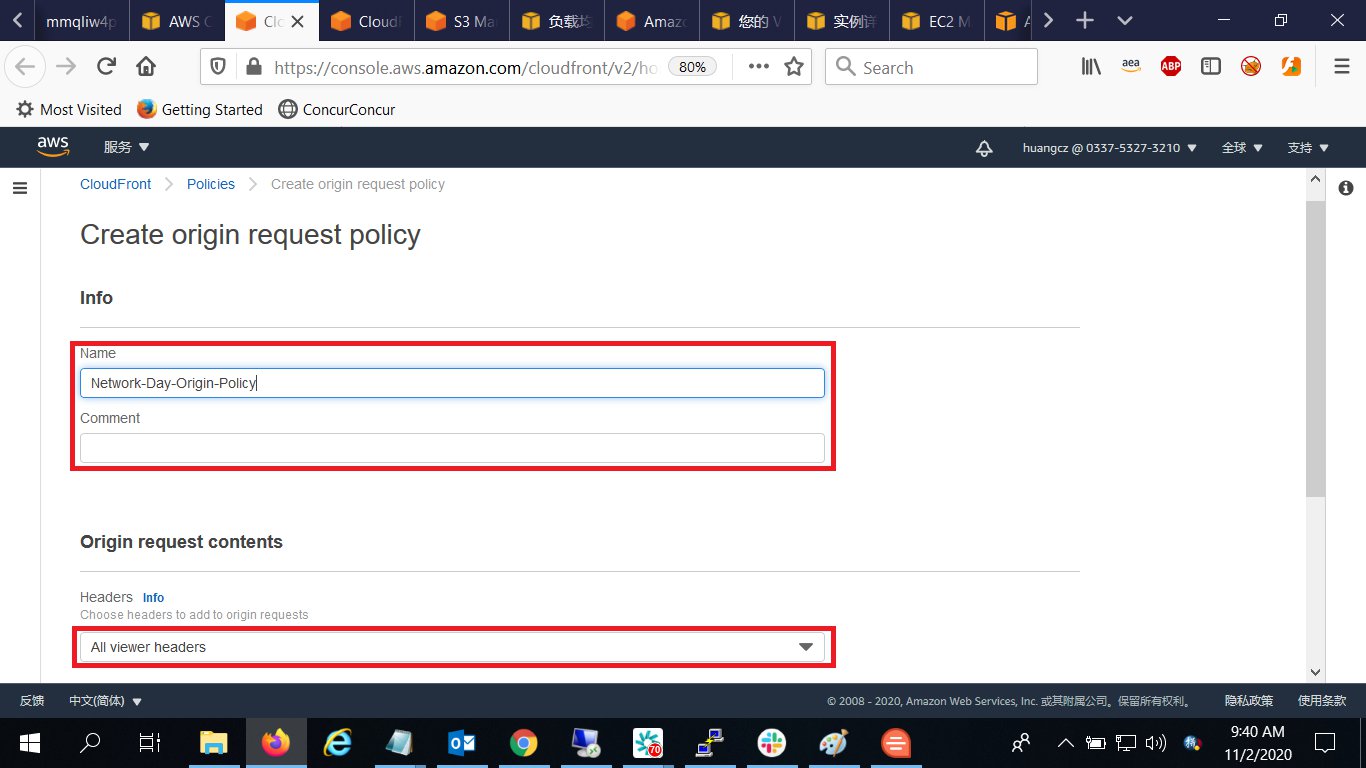 mmqliw4p
AWS C
Clo
CloudF
S3 Ma
负载均
Amazo
您的 V
实例详
EC2 M
A
https://console.aws.amazon.com/cloudfront/v2/ho
80%
Search
aea
ABP
Most Visited
Getting Started
ConcurConcur
aws
服务
huangcz @ 0337-5327-3210
全球
支持
CloudFront
Policies
Create origin request policy
Create origin request policy
Info
Name
Network-Day-Origin-Policy
Comment
Origin request contents
Headers Info
Choose headers to add to origin requests
All viewer headers
反馈
中文(简体)
© 2008 - 2020, Amazon Web Services, Inc. 或其附属公司。保留所有权利。
隐私政策
使用条款
70
9:40 AM
11/2/2020